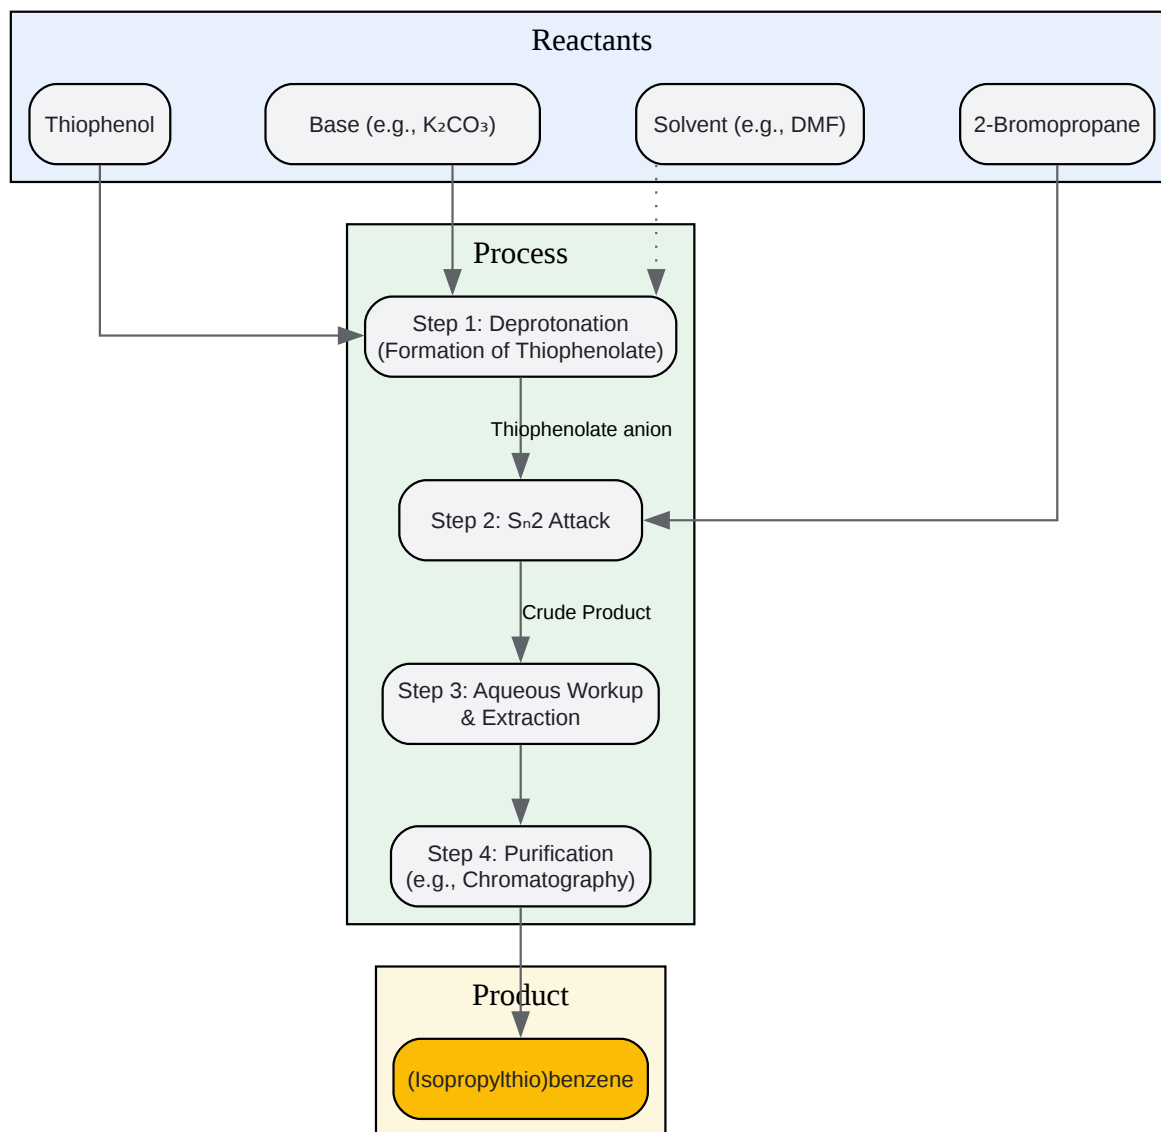 Reactants
Thiophenol
Base (e.g., K₂CO₃)
Solvent (e.g., DMF)
2-Bromopropane
Process
Step 1: Deprotonation
(Formation of Thiophenolate)
Thiophenolate anion
Step 2: Sₙ2 Attack
Crude Product
Step 3: Aqueous Workup
& Extraction
Step 4: Purification
(e.g., Chromatography)
Product
(Isopropylthio)benzene